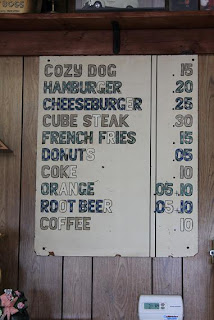 BOSS
COZY DOG 15
HAMBURGER .20
CHEESEBURGER .25
CUBE STEAK .30
FRENCH FRIES .15
DONUTS .05
COKE 10
ORANGE .05 .10
ROOT BEER .05 .10
COFFEE 10